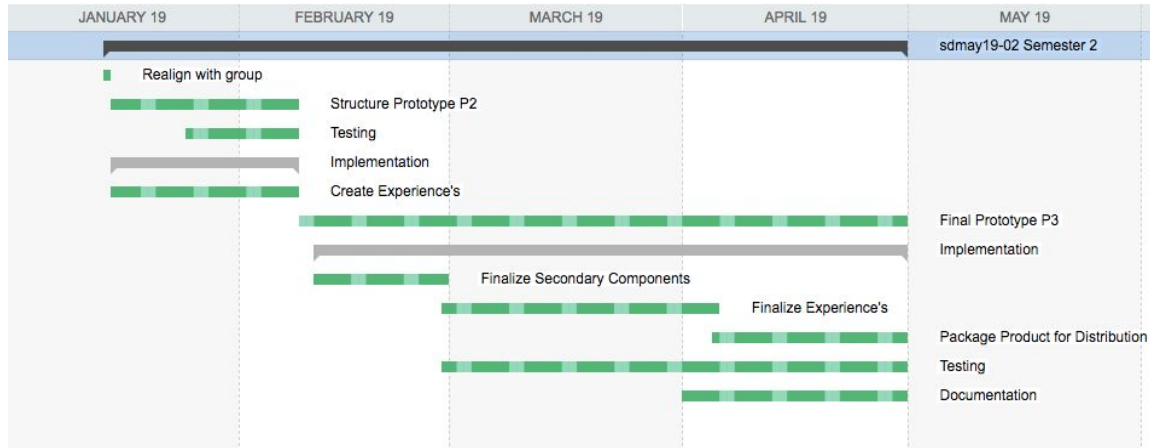 JANUARY 19 FEBRUARY 19 MARCH 19 APRIL 19 MAY 19
sdmay19-02 Semester 2
Realign with group
Structure Prototype P2
Testing
Implementation
Create Experience's
Final Prototype P3
Implementation
Finalize Secondary Components
Finalize Experience's
Package Product for Distribution
Testing
Documentation